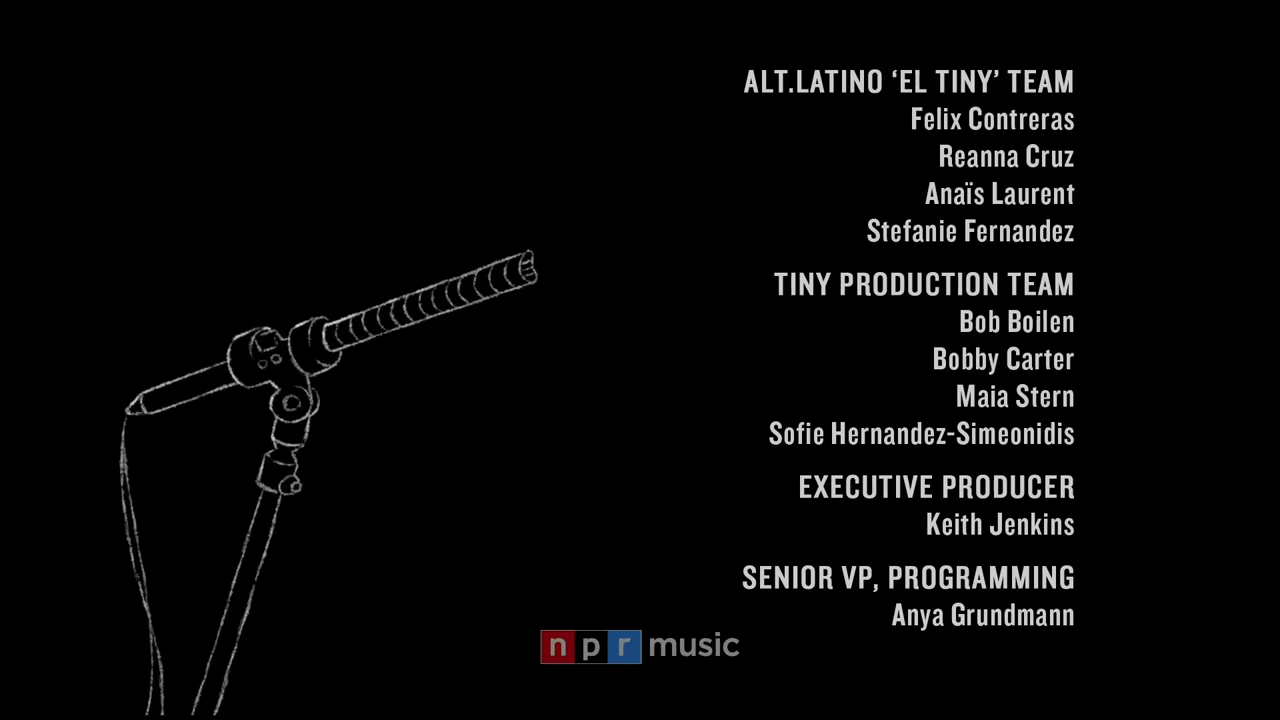 ALT.LATINO ‘EL TINY’ TEAM
Felix Contreras
Reanna Cruz
Anaïs Laurent
Stefanie Fernandez
TINY PRODUCTION TEAM
Bob Boilen
Bobby Carter
Maia Stern
Sofie Hernandez-Simeonidis
EXECUTIVE PRODUCER
Keith Jenkins
SENIOR VP, PROGRAMMING
Anya Grundmann
npr music